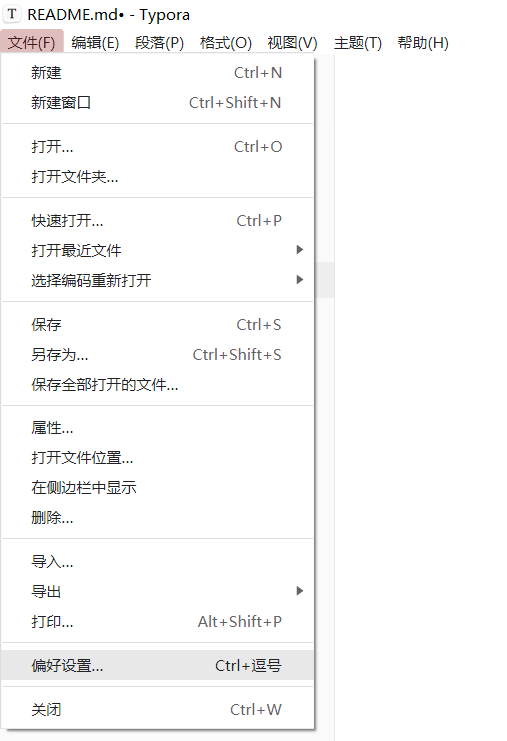 T README.md• - Typora
文件(F) 编辑(E) 段落(P) 格式(O) 视图(V) 主题(T) 帮助(H)
新建 Ctrl+N
新建窗口 Ctrl+Shift+N
打开... Ctrl+O
打开文件夹...
快速打开... Ctrl+P
打开最近文件
选择编码重新打开
保存 Ctrl+S
另存为... Ctrl+Shift+S
保存全部打开的文件...
属性...
打开文件位置...
在侧边栏中显示
删除...
导入...
导出
打印... Alt+Shift+P
偏好设置... Ctrl+逗号
关闭 Ctrl+W